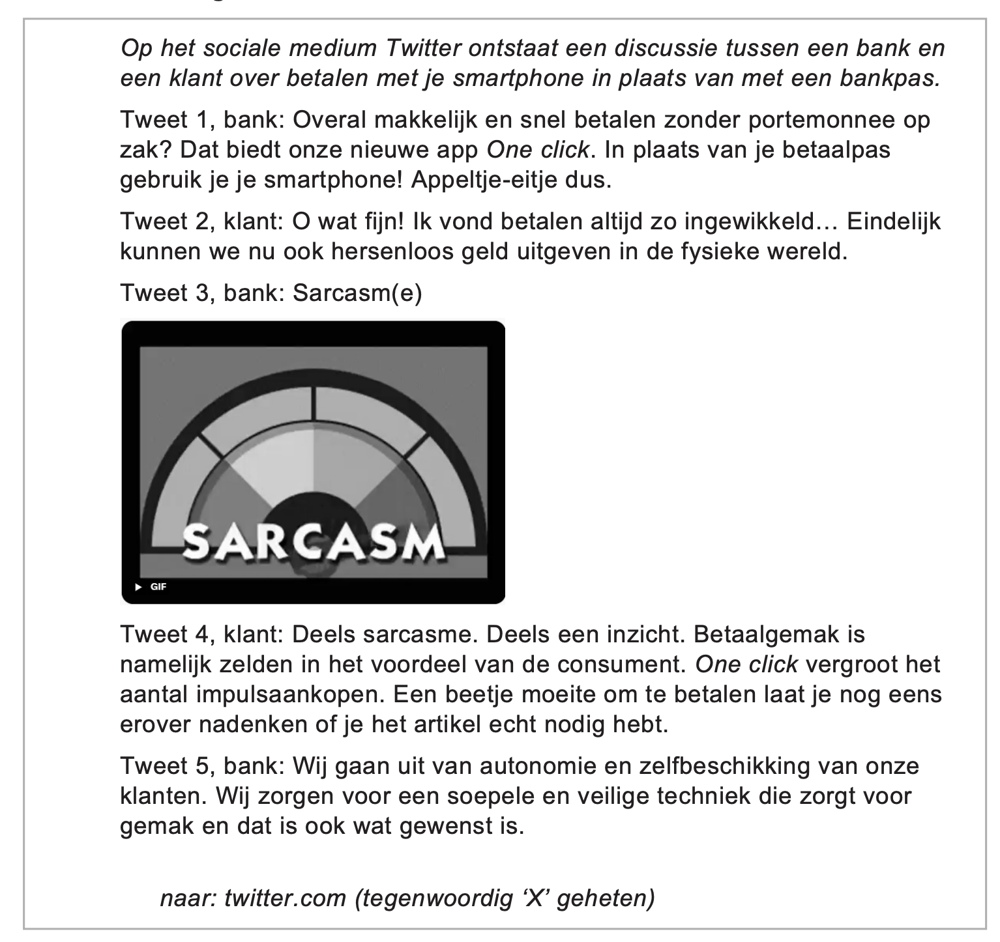 Op het sociale medium Twitter ontstaat een discussie tussen een bank en
een klant over betalen met je smartphone in plaats van met een bankpas.
Tweet 1, bank: Overal makkelijk en snel betalen zonder portemonnee op
zak? Dat biedt onze nieuwe app One click. In plaats van je betaalpas
gebruik je je smartphone! Appeltje-eitje dus.
Tweet 2, klant: O wat fijn! Ik vond betalen altijd zo ingewikkeld… Eindelijk
kunnen we nu ook hersenloos geld uitgeven in de fysieke wereld.
Tweet 3, bank: Sarcasm(e)
SARCASM
GIF
Tweet 4, klant: Deels sarcasme. Deels een inzicht. Betaalgemak is
namelijk zelden in het voordeel van de consument. One click vergroot het
aantal impulsaankopen. Een beetje moeite om te betalen laat je nog eens
erover nadenken of je het artikel echt nodig hebt.
Tweet 5, bank: Wij gaan uit van autonomie en zelfbeschikking van onze
klanten. Wij zorgen voor een soepele en veilige techniek die zorgt voor
gemak en dat is ook wat gewenst is.
naar: twitter.com (tegenwoordig ‘X’ geheten)